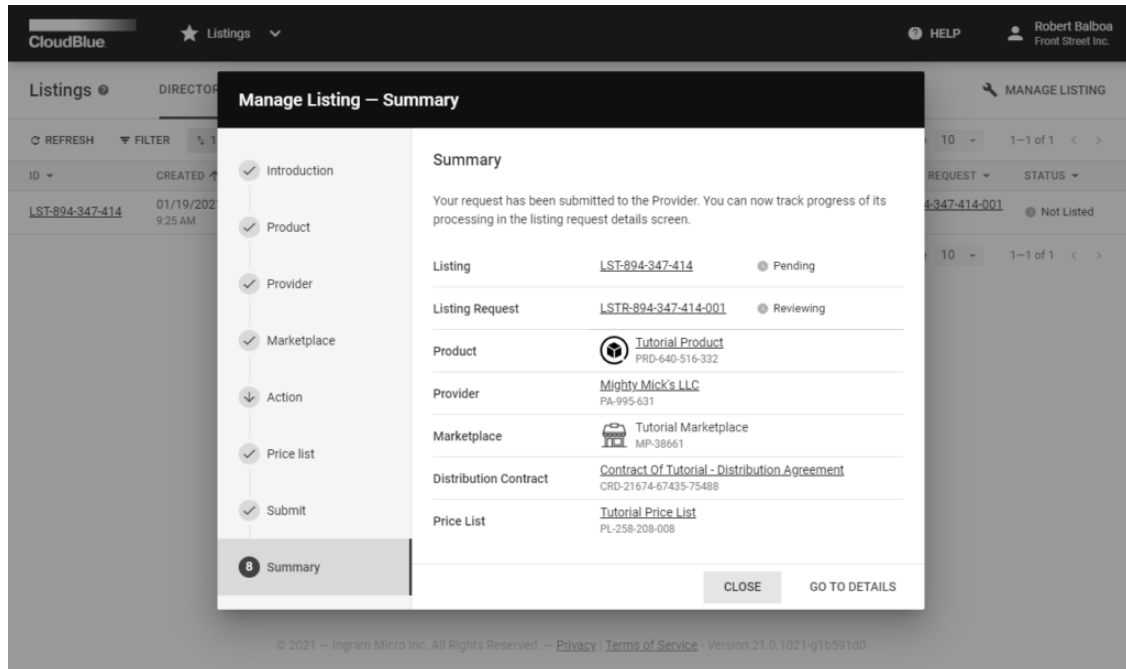 CloudBlue
Listings
HELP
Robert Balboa
Front Street Inc.
Listings
DIRECTOR
MANAGE LISTING
Manage Listing — Summary
REFRESH FILTER 1
10 1–1 of 1
ID CREATED REQUEST STATUS
LST-894-347-414 01/19/202
9:25 AM
4-347-414-001 Not Listed
10 1–1 of 1
Introduction
Product
Provider
Marketplace
Action
Price list
Submit
8 Summary
Summary
Your request has been submitted to the Provider. You can now track progress of its
processing in the listing request details screen.
Listing LST-894-347-414 Pending
Listing Request LSTR-894-347-414-001 Reviewing
Product Tutorial Product
PRD-640-516-332
Provider Mighty Mick's LLC
PA-995-631
Marketplace Tutorial Marketplace
MP-38661
Distribution Contract Contract Of Tutorial - Distribution Agreement
CRD-21674-67435-75488
Price List Tutorial Price List
PL-258-208-008
CLOSE GO TO DETAILS
© 2021 — Ingram Micro Inc. All Rights Reserved. — Privacy | Terms of Service - Version 21.0.1021-g1b591d0